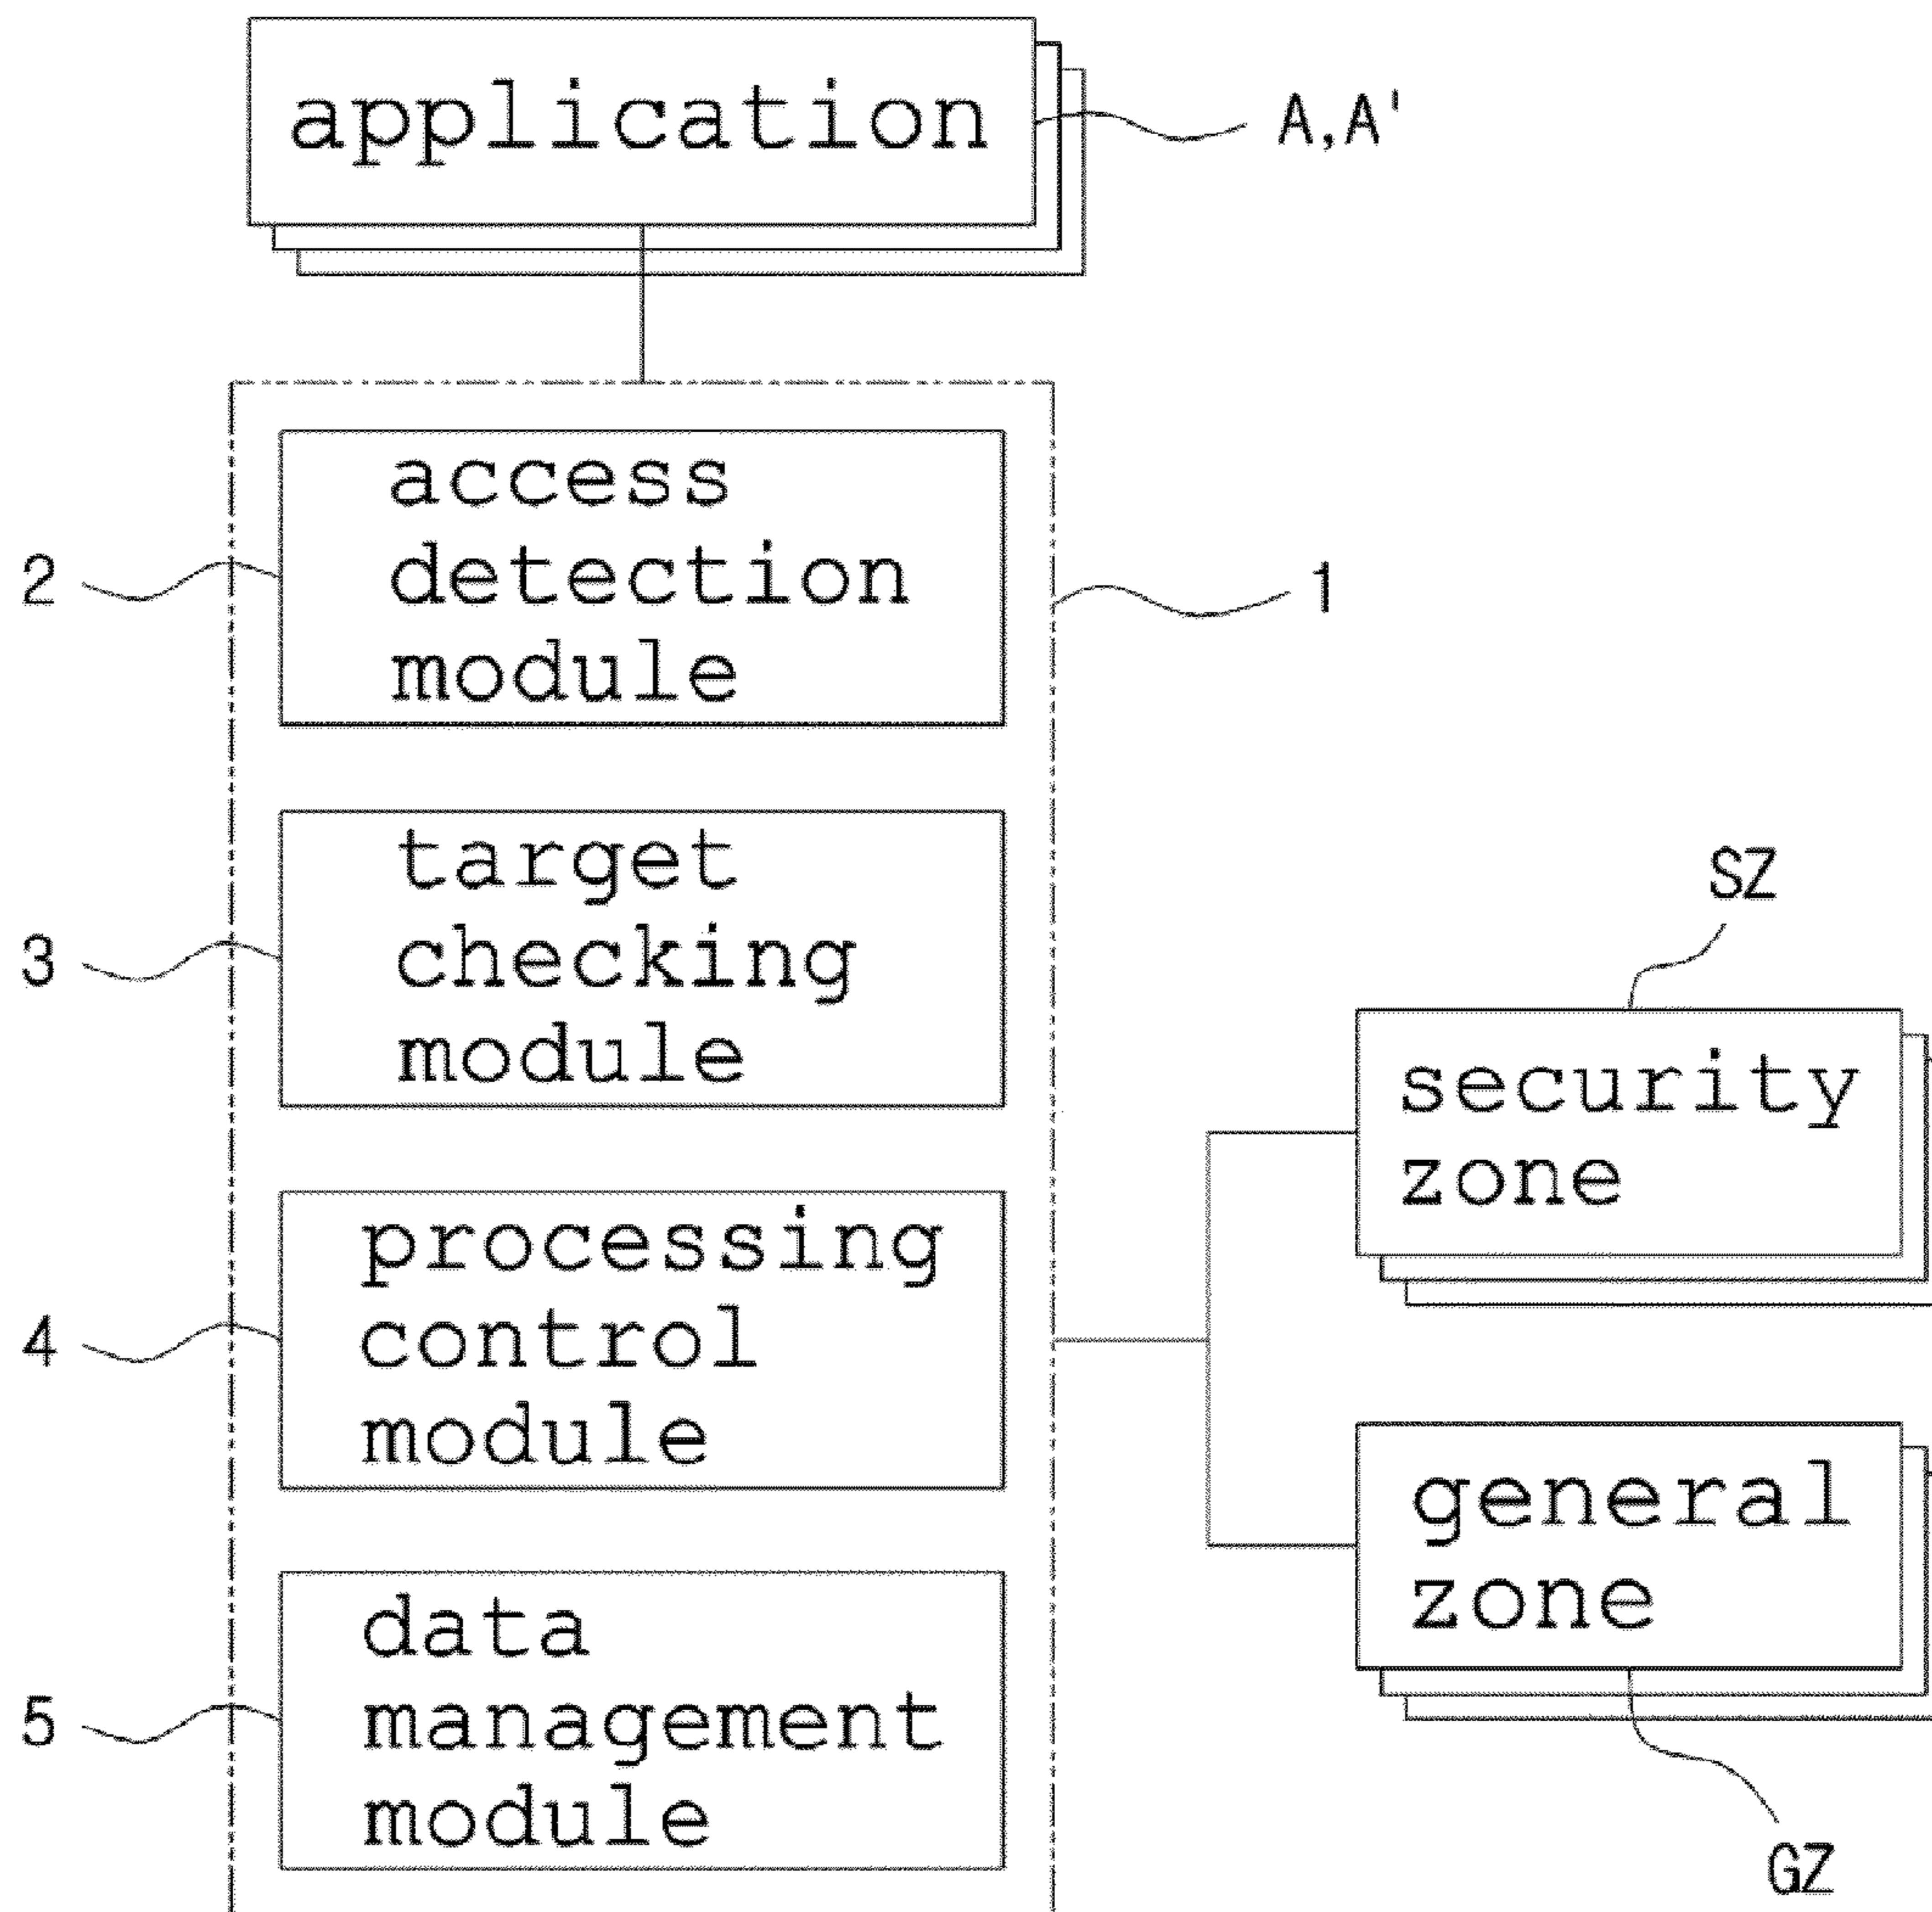 application
A,A'
access
detection
module
2
1
target
checking
module
3
SZ
security
zone
processing
control
module
4
general
zone
data
management
module
5
GZ